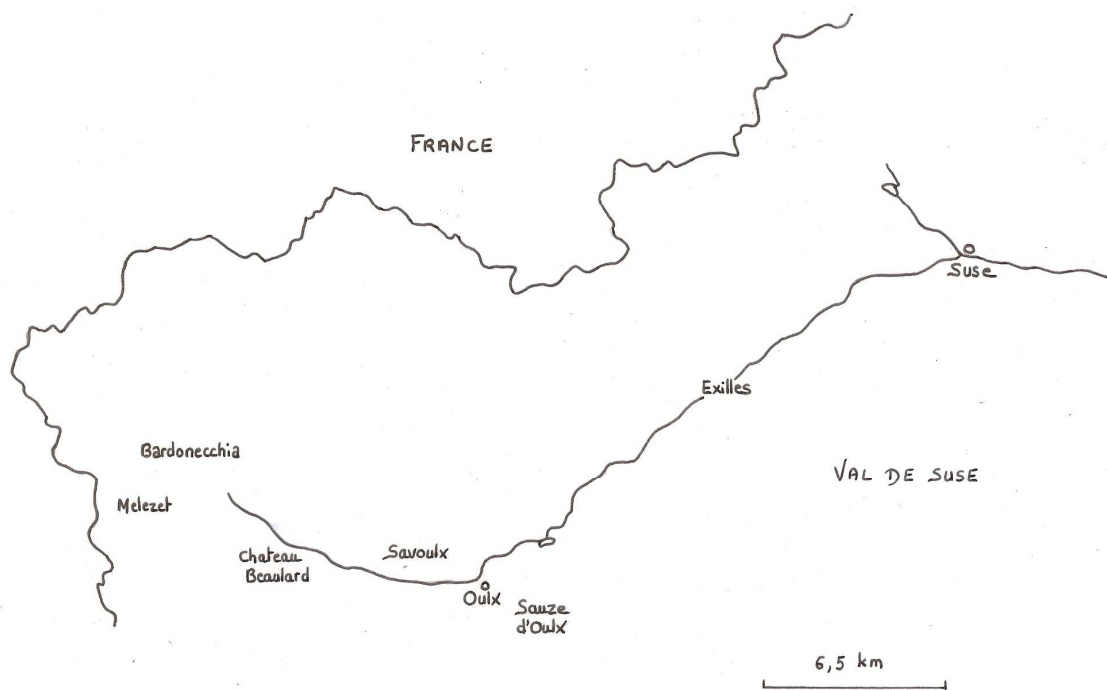 FRANCE
Suse
Exilles
Bardonecchia
VAL DE SUSE
Melezet
Chateau
Beaulard
Savoulx
Oulx
Sauze
d'Oulx
6,5 km